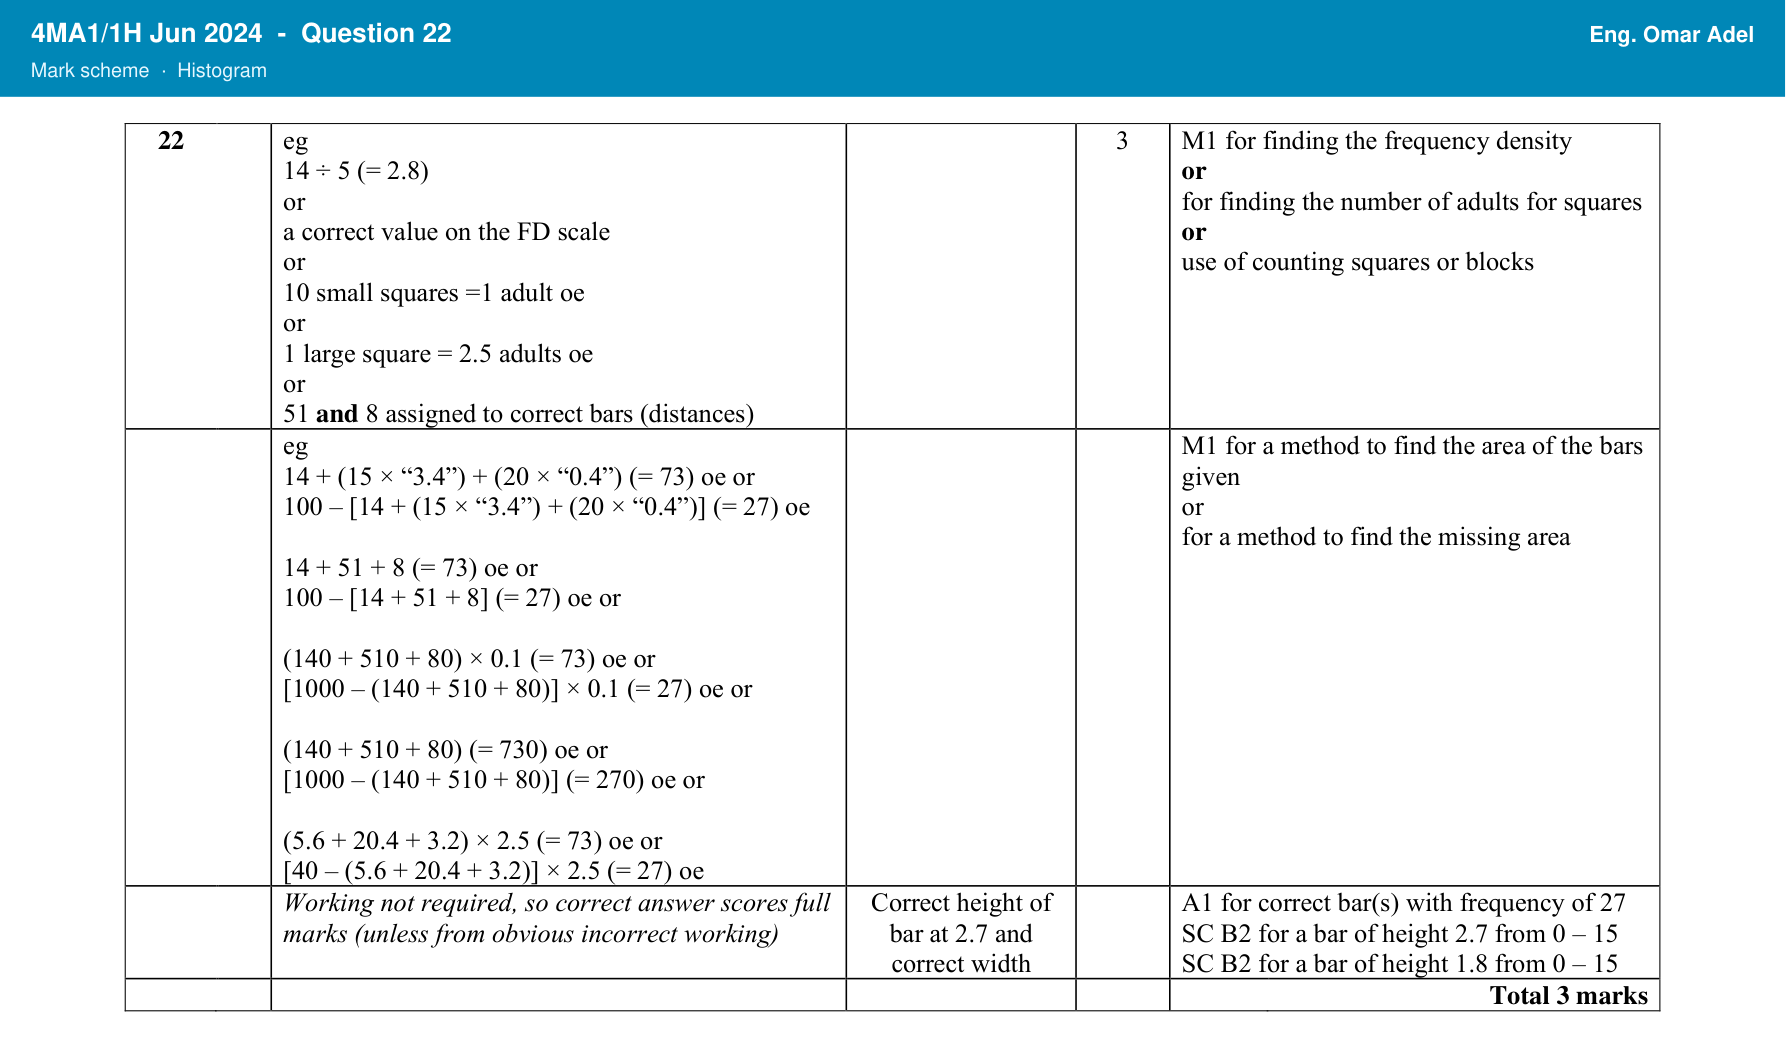 4MA1/1H Jun 2024 - Question 22
Eng. Omar Adel
Mark scheme · Histogram
22
eg
14 ÷ 5 (= 2.8)
or
a correct value on the FD scale
or
10 small squares =1 adult oe
or
1 large square = 2.5 adults oe
or
51 and 8 assigned to correct bars (distances)
3
M1 for finding the frequency density
or
for finding the number of adults for squares
or
use of counting squares or blocks
eg
14 + (15 × “3.4”) + (20 × “0.4”) (= 73) oe or
100 – [14 + (15 × “3.4”) + (20 × “0.4”)] (= 27) oe
14 + 51 + 8 (= 73) oe or
100 – [14 + 51 + 8] (= 27) oe or
(140 + 510 + 80) × 0.1 (= 73) oe or
[1000 – (140 + 510 + 80)] × 0.1 (= 27) oe or
(140 + 510 + 80) (= 730) oe or
[1000 – (140 + 510 + 80)] (= 270) oe or
(5.6 + 20.4 + 3.2) × 2.5 (= 73) oe or
[40 – (5.6 + 20.4 + 3.2)] × 2.5 (= 27) oe
M1 for a method to find the area of the bars
given
or
for a method to find the missing area
Working not required, so correct answer scores full
marks (unless from obvious incorrect working)
Correct height of
bar at 2.7 and
correct width
A1 for correct bar(s) with frequency of 27
SC B2 for a bar of height 2.7 from 0 – 15
SC B2 for a bar of height 1.8 from 0 – 15
Total 3 marks